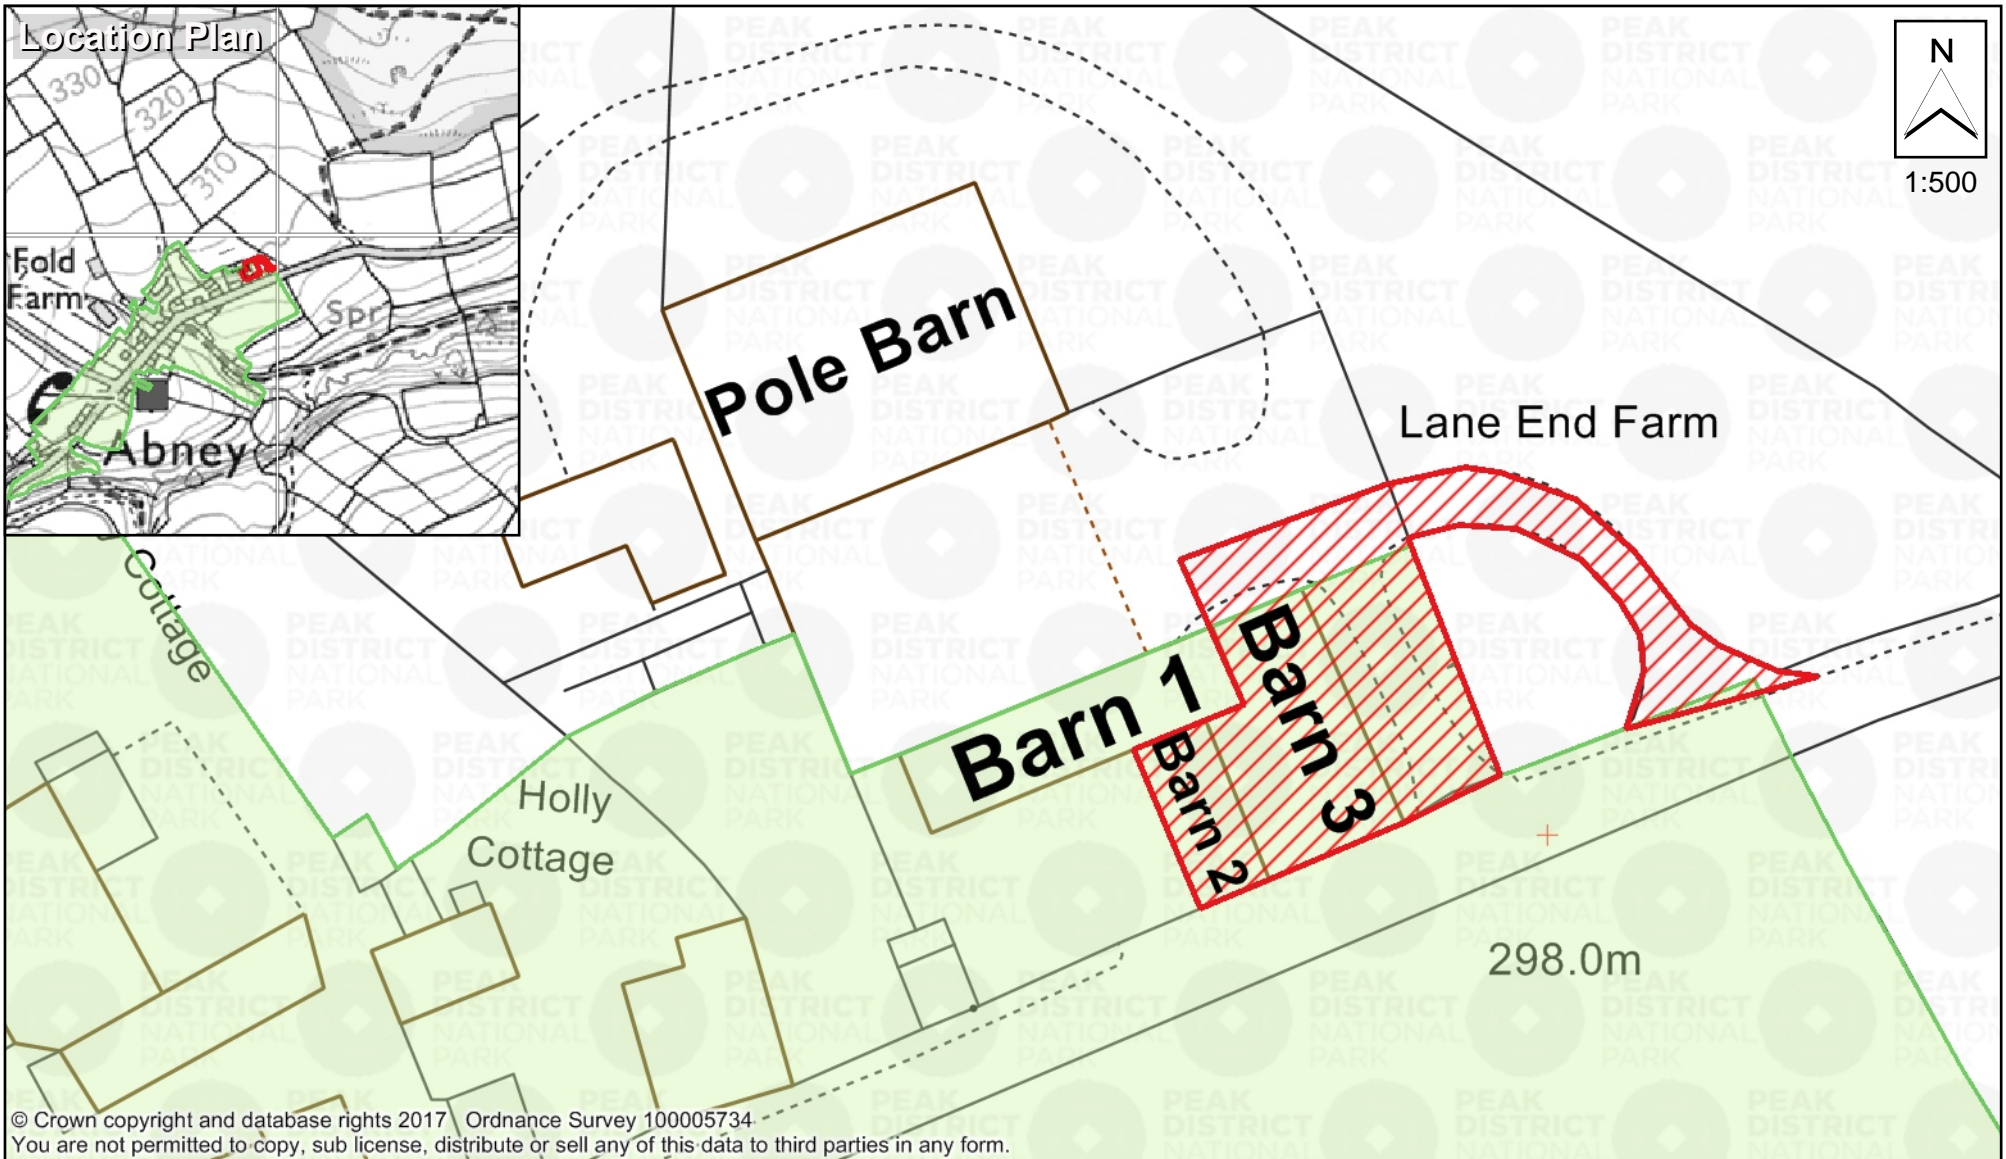 Location Plan
330
320
310
Fold
Farm
Spr
Abney
N
1:500
Pole Barn
Lane End Farm
Cottage
Barn 1
Barn 2
Barn 3
Holly
Cottage
298.0m
PEAK
DISTRICT
NATIONAL
PARK
© Crown copyright and database rights 2017 Ordnance Survey 100005734
You are not permitted to copy, sub license, distribute or sell any of this data to third parties in any form.